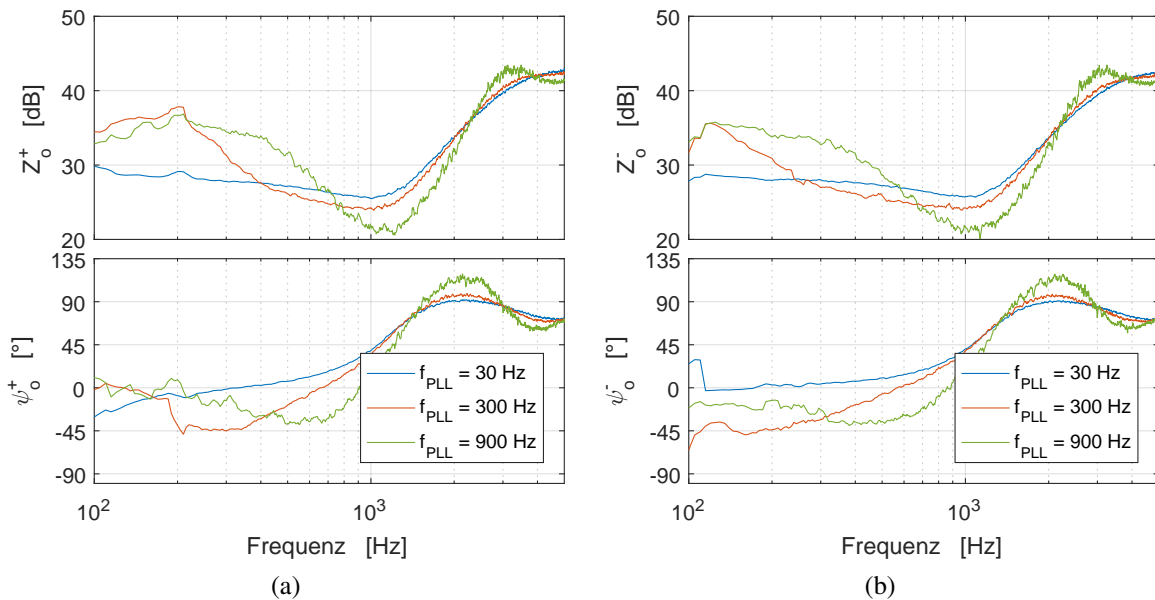 50
40
30
20
Z_o^+ [dB]
135
90
45
0
-45
-90
ψ_o^+ [°]
f_PLL = 30 Hz
f_PLL = 300 Hz
f_PLL = 900 Hz
10^2
10^3
Frequenz [Hz]
(a)
50
40
30
20
Z_o^- [dB]
135
90
45
0
-45
-90
ψ_o^- [°]
f_PLL = 30 Hz
f_PLL = 300 Hz
f_PLL = 900 Hz
10^2
10^3
Frequenz [Hz]
(b)